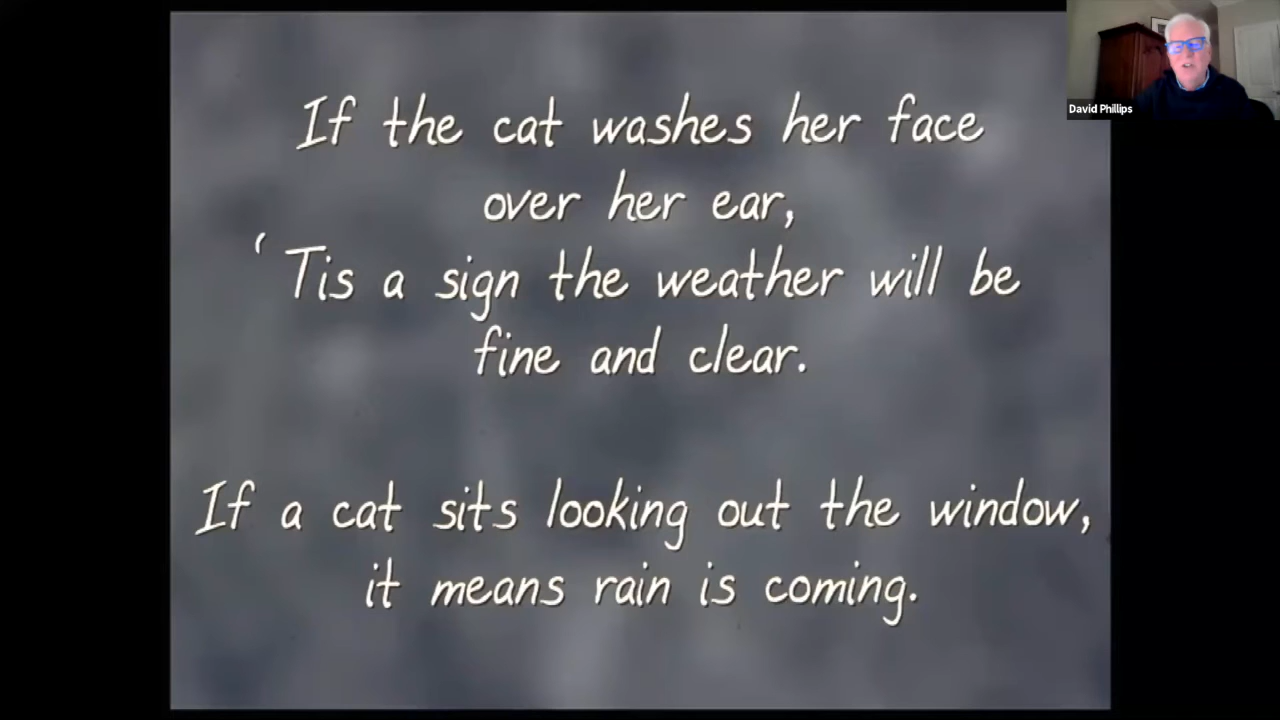 If the cat washes her face
over her ear,
‘Tis a sign the weather will be
fine and clear.
If a cat sits looking out the window,
it means rain is coming.
David Phillips